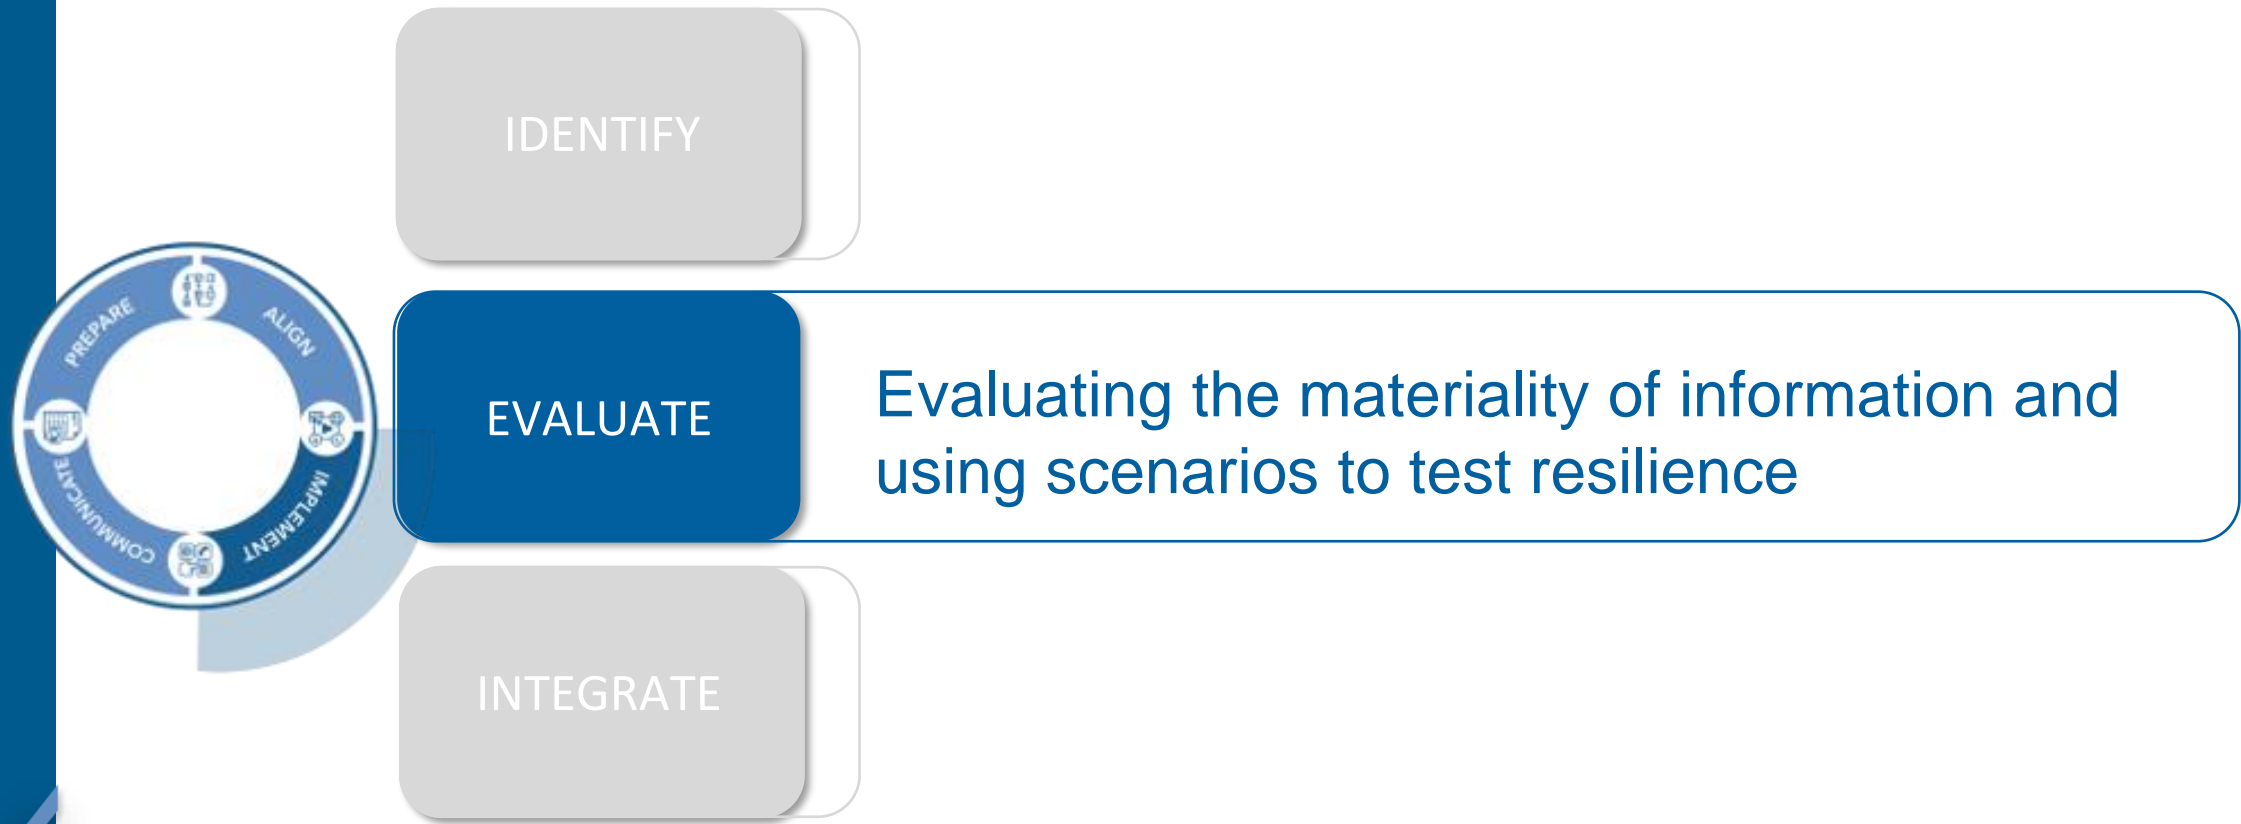 IDENTIFY
PREPARE
ALIGN
EVALUATE
Evaluating the materiality of information and
using scenarios to test resilience
COMMUNICATE
IMPLEMENT
INTEGRATE